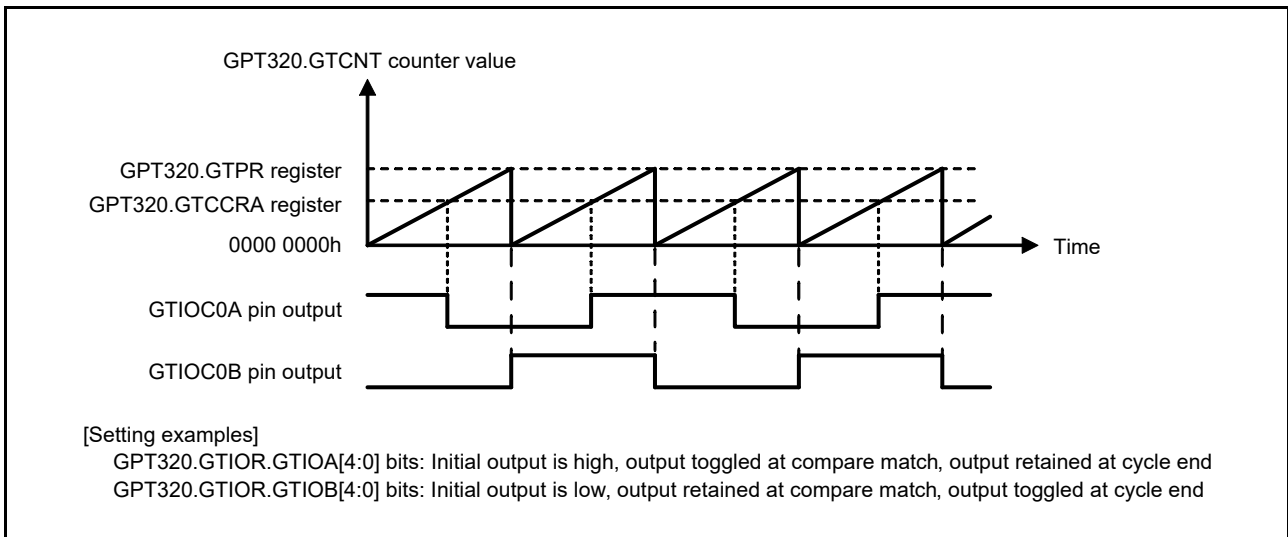 GPT320.GTCNT counter value
GPT320.GTPR register
GPT320.GTCCRA register
0000 0000h
Time
GTIOC0A pin output
GTIOC0B pin output
[Setting examples]
GPT320.GTIOR.GTIOA[4:0] bits: Initial output is high, output toggled at compare match, output retained at cycle end
GPT320.GTIOR.GTIOB[4:0] bits: Initial output is low, output retained at compare match, output toggled at cycle end